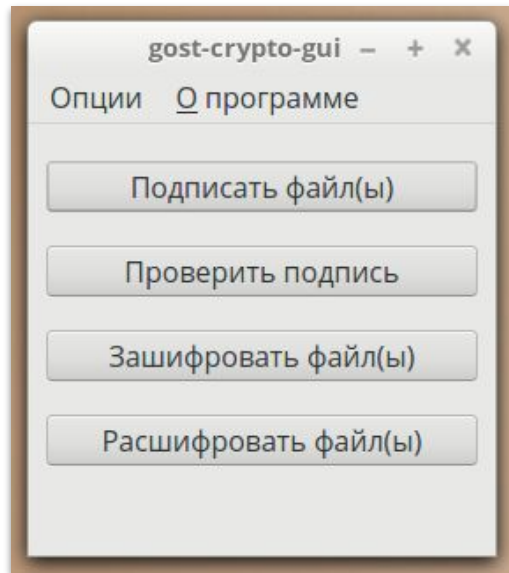 gost-crypto-gui
Опции О программе
Подписать файл(ы)
Проверить подпись
Зашифровать файл(ы)
Расшифровать файл(ы)